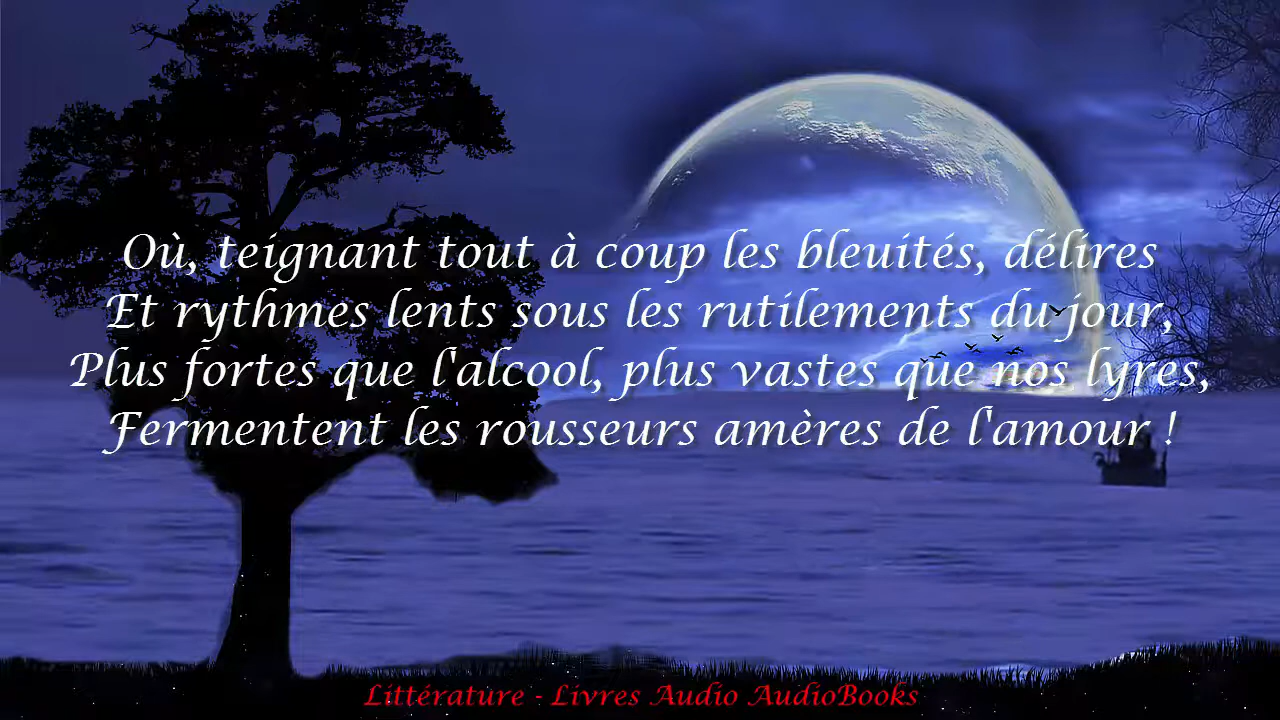 Où, teignant tout à coup les bleuités, délires
Et rythmes lents sous les rutilements du jour,
Plus fortes que l'alcool, plus vastes que nos lyres,
Fermentent les rousseurs amères de l'amour !
Littérature - Livres Audio AudioBooks